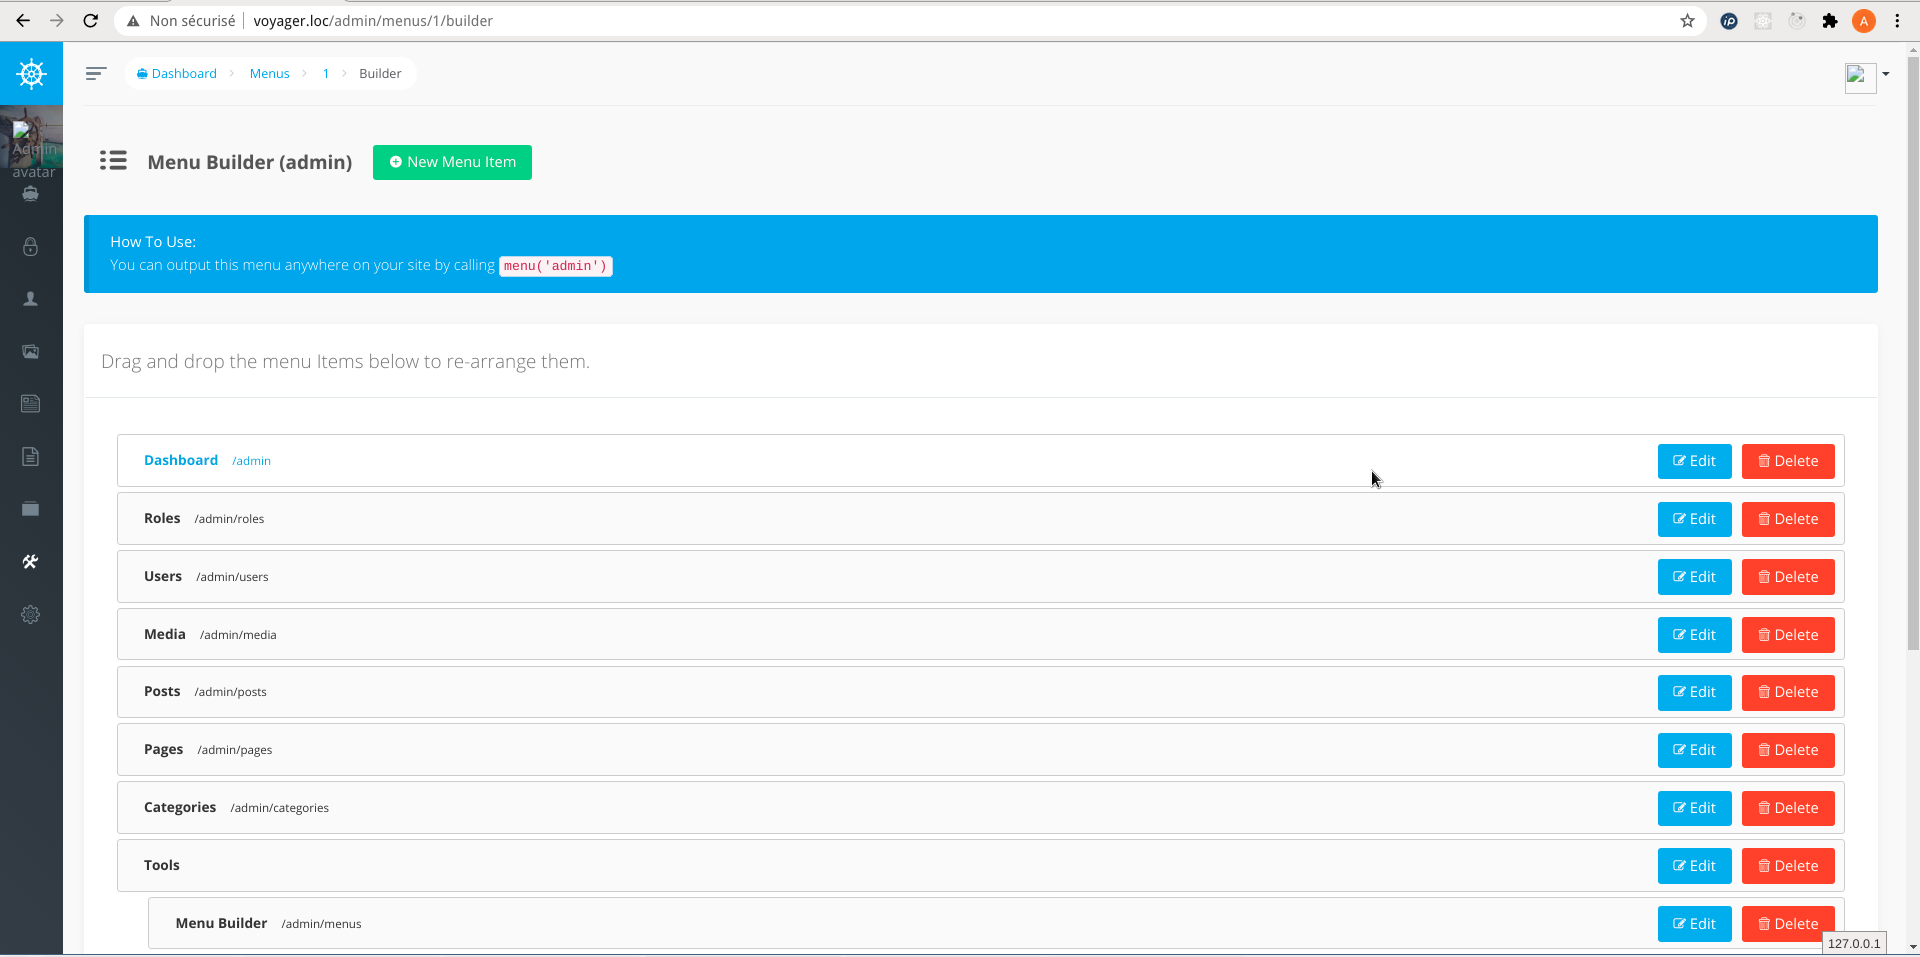 Non sécurisé voyager.loc/admin/menus/1/builder
A
Dashboard Menus 1 Builder
Admin
avatar
Menu Builder (admin) New Menu Item
How To Use:
You can output this menu anywhere on your site by calling menu('admin')
Drag and drop the menu Items below to re-arrange them.
Dashboard /admin Edit Delete
Roles /admin/roles Edit Delete
Users /admin/users Edit Delete
Media /admin/media Edit Delete
Posts /admin/posts Edit Delete
Pages /admin/pages Edit Delete
Categories /admin/categories Edit Delete
Tools Edit Delete
Menu Builder /admin/menus Edit Delete
127.0.0.1